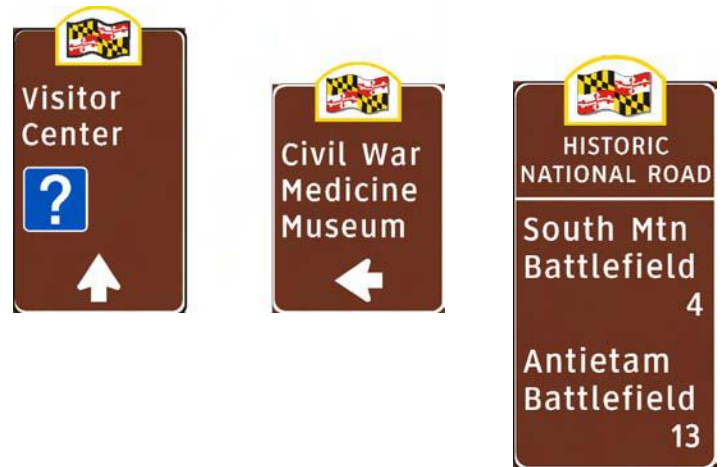 Visitor
Center
?
Civil War
Medicine
Museum
HISTORIC
NATIONAL ROAD
South Mtn
Battlefield
4
Antietam
Battlefield
13